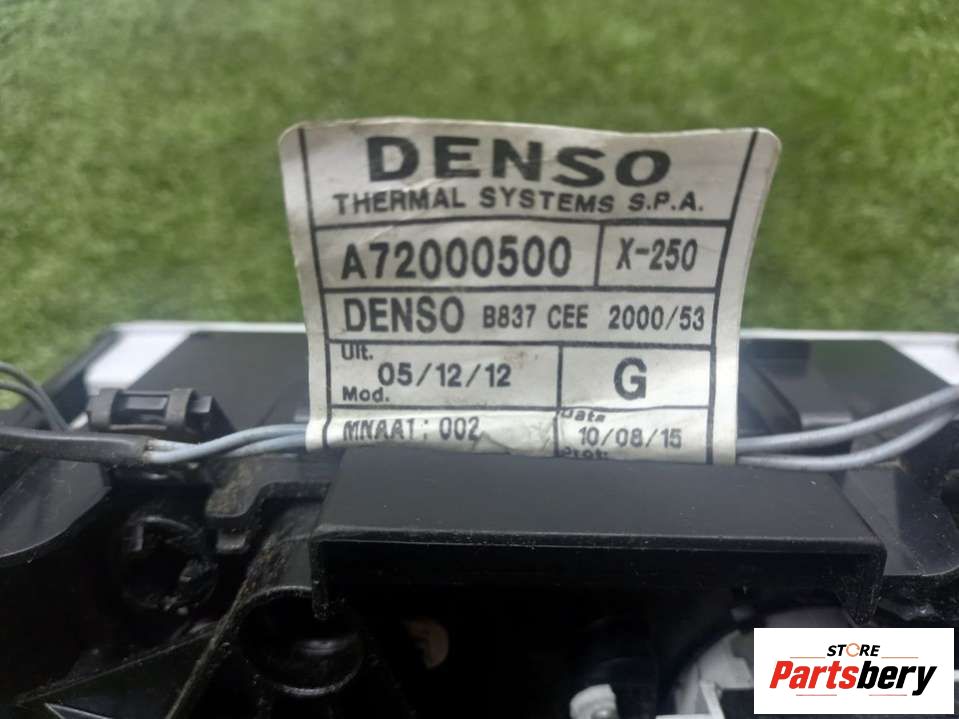 DENSO
THERMAL SYSTEMS S.P.A.
A72000500 X-250
DENSO B837 CEE 2000/53
Ult. 05/12/12 G
Mod.
MNAA1: 002 Data
10/08/15
STORE
Partsbery